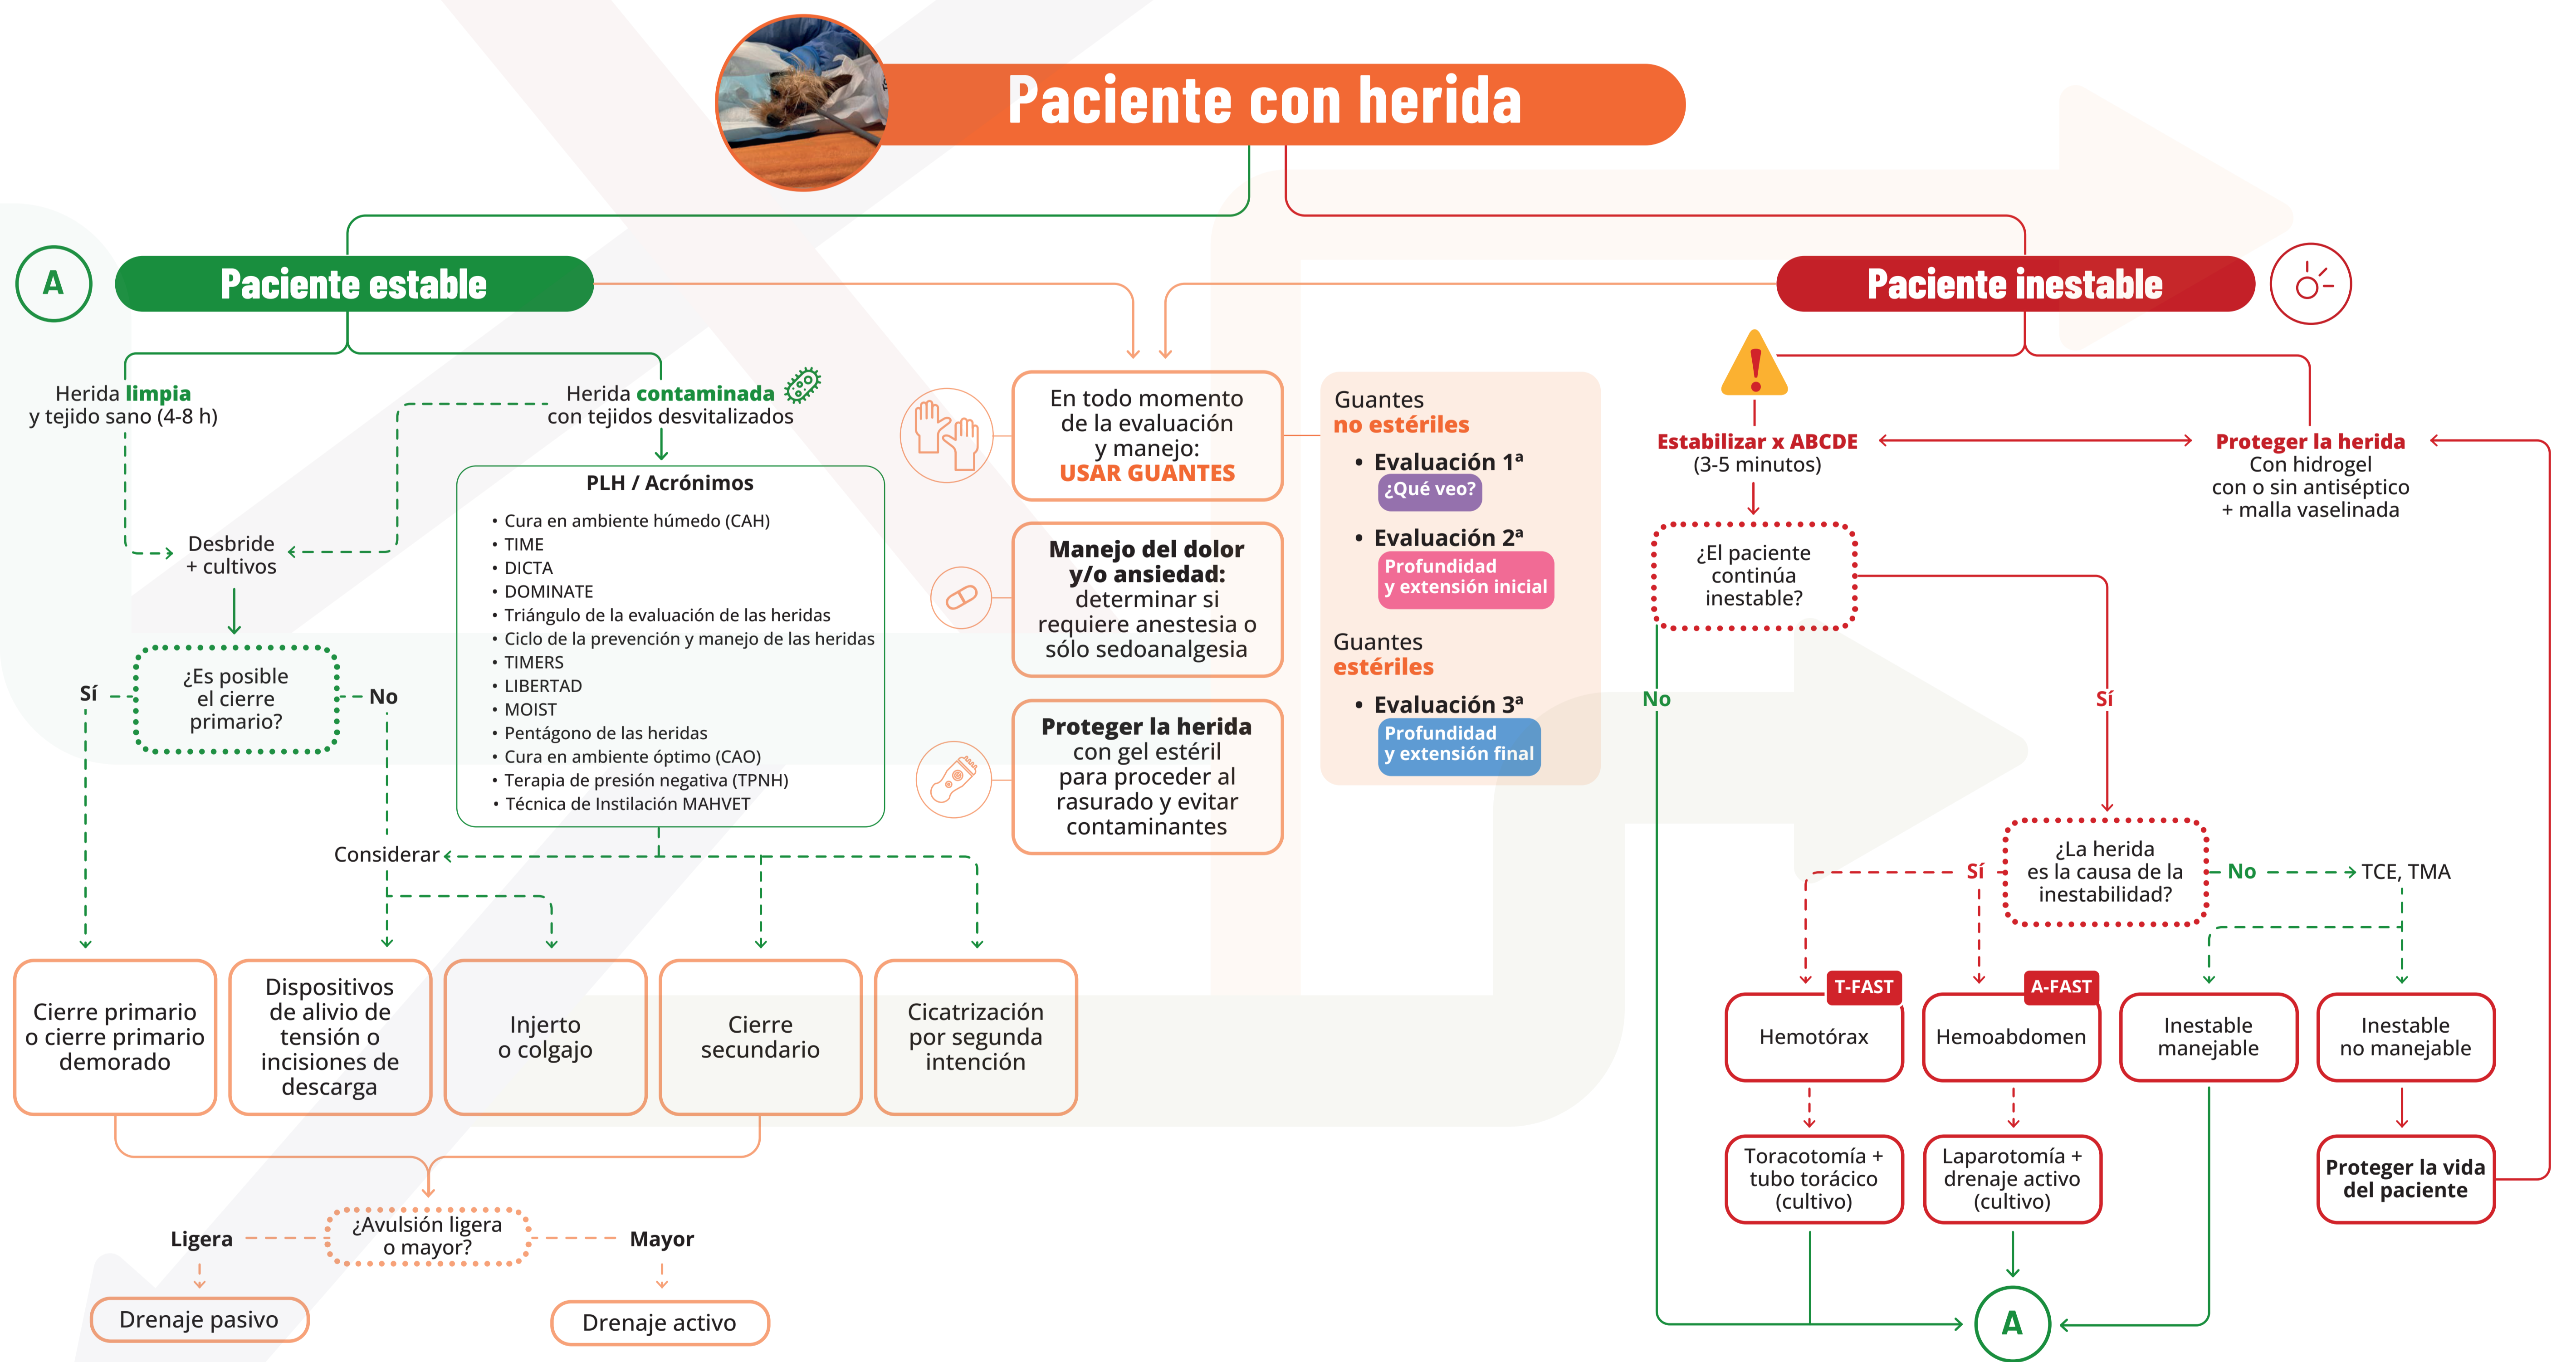 Paciente con herida
A
Paciente estable
Paciente inestable
Herida limpia
y tejido sano (4-8 h)
Herida contaminada
con tejidos desvitalizados
Desbride
+ cultivos
¿Es posible
el cierre
primario?
Sí
No
PLH / Acrónimos
• Cura en ambiente húmedo (CAH)
• TIME
• DICTA
• DOMINATE
• Triángulo de la evaluación de las heridas
• Ciclo de la prevención y manejo de las heridas
• TIMERS
• LIBERTAD
• MOIST
• Pentágono de las heridas
• Cura en ambiente óptimo (CAO)
• Terapia de presión negativa (TPNH)
• Técnica de Instilación MAHVET
Considerar
Cierre primario
o cierre primario
demorado
Dispositivos
de alivio de
tensión o
incisiones de
descarga
Injerto
o colgajo
Cierre
secundario
Cicatrización
por segunda
intención
¿Avulsión ligera
o mayor?
Ligera
Mayor
Drenaje pasivo
Drenaje activo
En todo momento
de la evaluación
y manejo:
USAR GUANTES
Manejo del dolor
y/o ansiedad:
determinar si
requiere anestesia o
sólo sedoanalgesia
Proteger la herida
con gel estéril
para proceder al
rasurado y evitar
contaminantes
Guantes
no estériles
• Evaluación 1ª
¿Qué veo?
• Evaluación 2ª
Profundidad
y extensión inicial
Guantes
estériles
• Evaluación 3ª
Profundidad
y extensión final
Estabilizar x ABCDE
(3-5 minutos)
Proteger la herida
Con hidrogel
con o sin antiséptico
+ malla vaselinada
¿El paciente
continúa
inestable?
No
Sí
¿La herida
es la causa de la
inestabilidad?
Sí
No
TCE, TMA
T-FAST
Hemotórax
A-FAST
Hemoabdomen
Inestable
manejable
Inestable
no manejable
Toracotomía +
tubo torácico
(cultivo)
Laparotomía +
drenaje activo
(cultivo)
Proteger la vida
del paciente
A